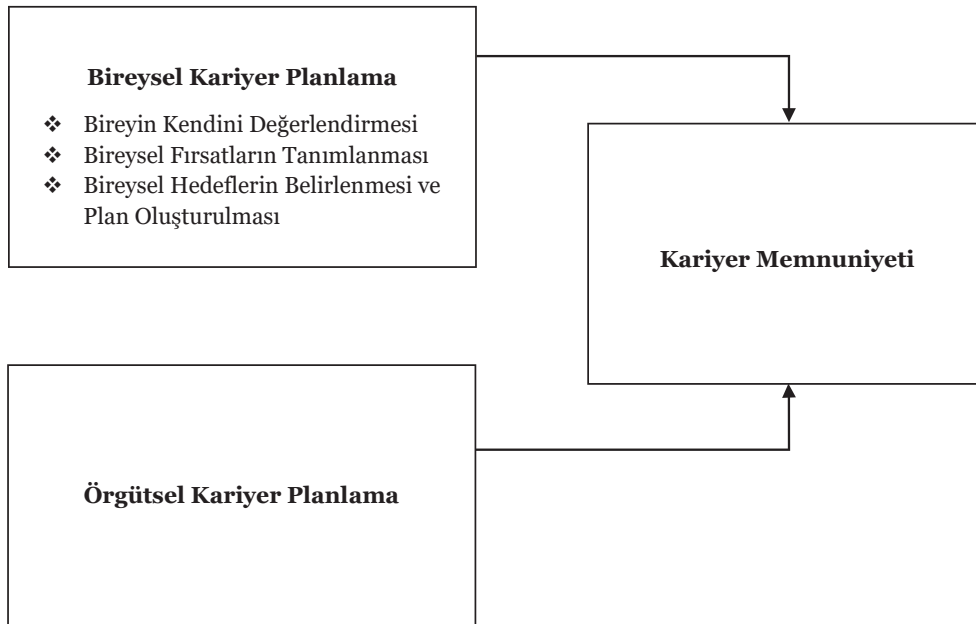 Bireysel Kariyer Planlama
❖ Bireyin Kendini Değerlendirmesi
❖ Bireysel Fırsatların Tanımlanması
❖ Bireysel Hedeflerin Belirlenmesi ve
Plan Oluşturulması
Kariyer Memnuniyeti
Örgütsel Kariyer Planlama